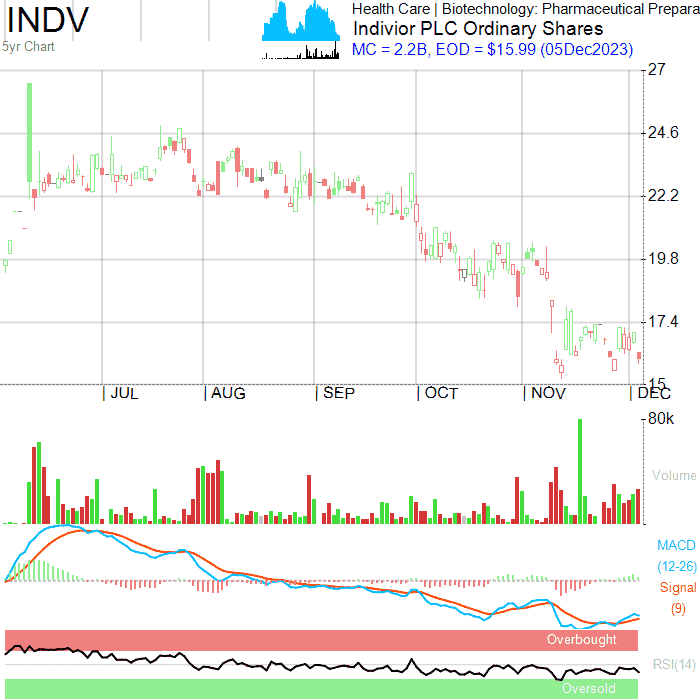 INDV
5yr Chart
Health Care | Biotechnology: Pharmaceutical Prepara
Indivior PLC Ordinary Shares
MC = 2.2B, EOD = $15.99 (05Dec2023)
27
24.6
22.2
19.8
17.4
15
| JUL | AUG | SEP | OCT | NOV | DEC
80k
Volume
MACD
(12-26)
Signal
(9)
Overbought
RSI(14)
Oversold